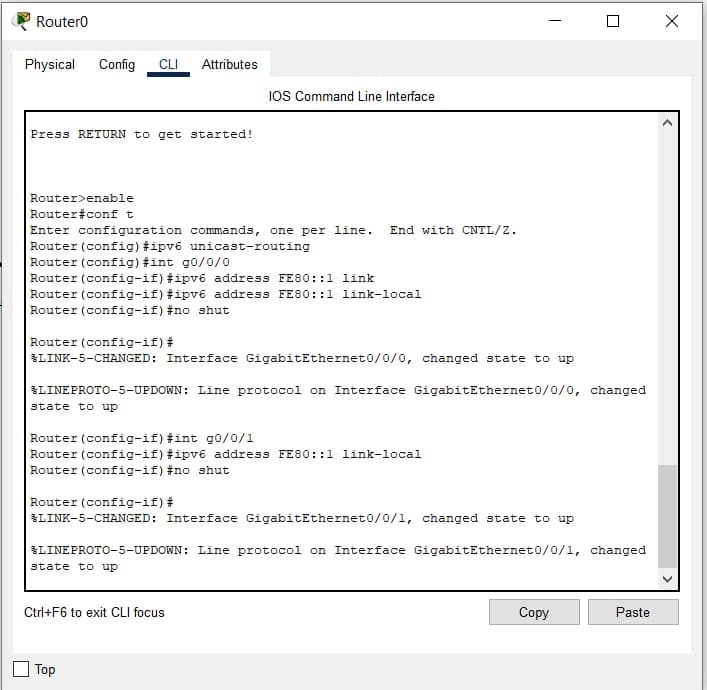 Router0
Physical Config CLI Attributes
IOS Command Line Interface
Press RETURN to get started!
Router>enable
Router#conf t
Enter configuration commands, one per line.  End with CNTL/Z.
Router(config)#ipv6 unicast-routing
Router(config)#int g0/0/0
Router(config-if)#ipv6 address FE80::1 link
Router(config-if)#ipv6 address FE80::1 link-local
Router(config-if)#no shut
Router(config-if)#
%LINK-5-CHANGED: Interface GigabitEthernet0/0/0, changed state to up
%LINEPROTO-5-UPDOWN: Line protocol on Interface GigabitEthernet0/0/0, changed
state to up
Router(config-if)#int g0/0/1
Router(config-if)#ipv6 address FE80::1 link-local
Router(config-if)#no shut
Router(config-if)#
%LINK-5-CHANGED: Interface GigabitEthernet0/0/1, changed state to up
%LINEPROTO-5-UPDOWN: Line protocol on Interface GigabitEthernet0/0/1, changed
state to up
Ctrl+F6 to exit CLI focus
Copy Paste
Top